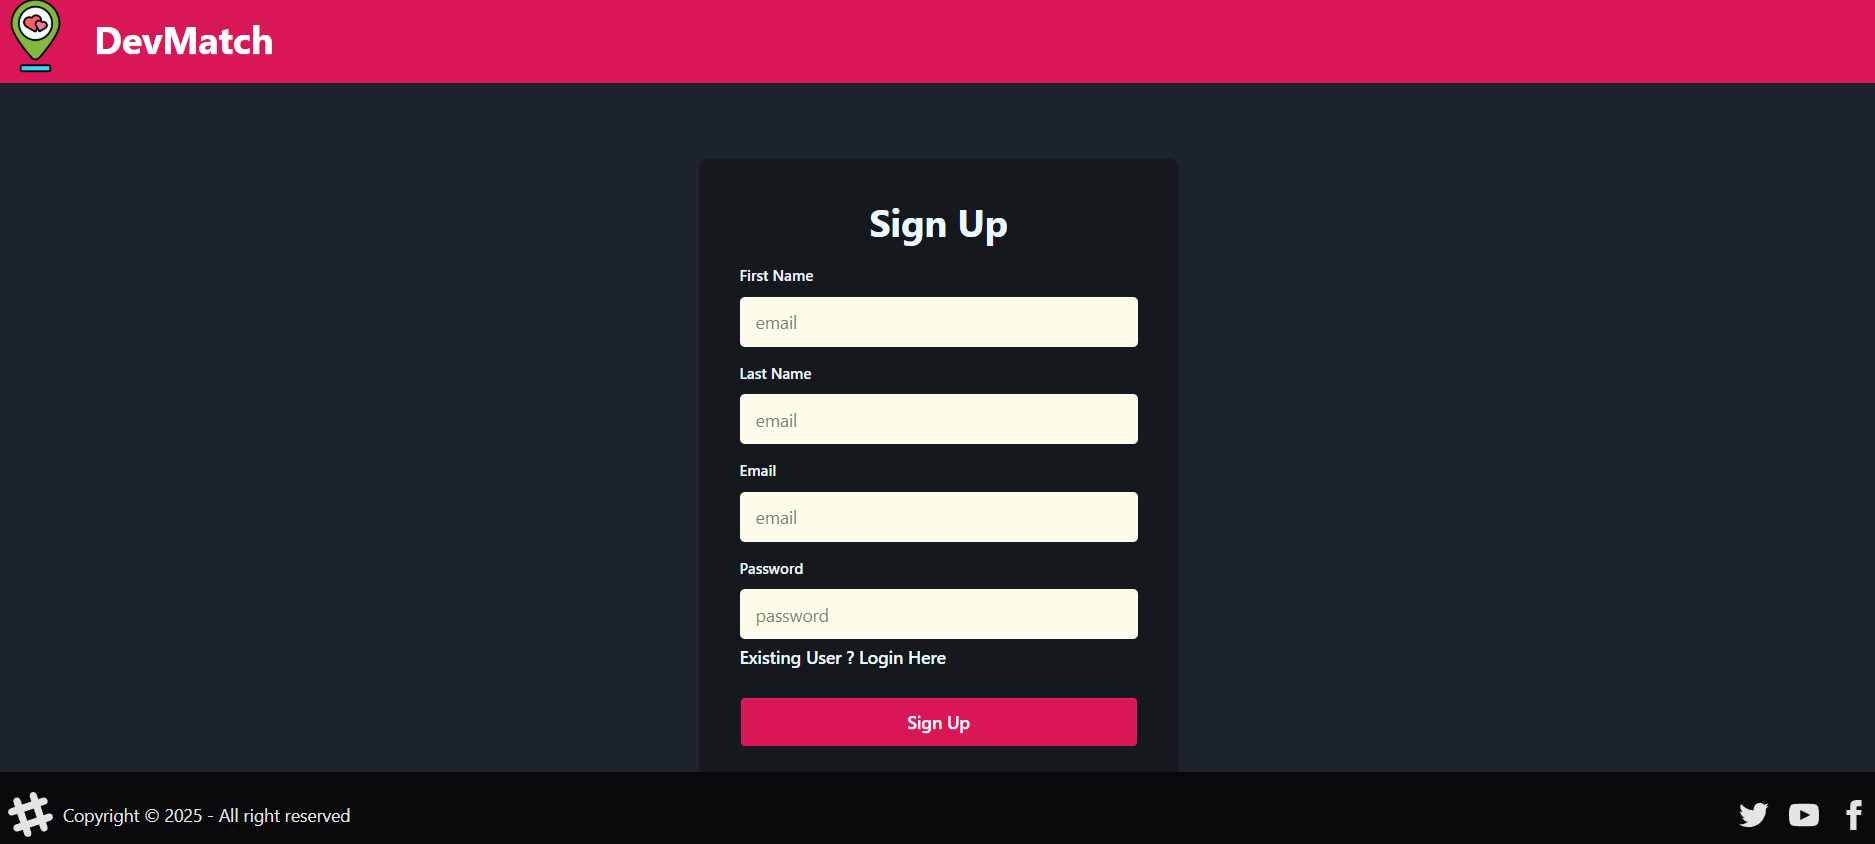 DevMatch
Sign Up
First Name
email
Last Name
email
Email
email
Password
password
Existing User ? Login Here
Sign Up
Copyright © 2025 - All right reserved